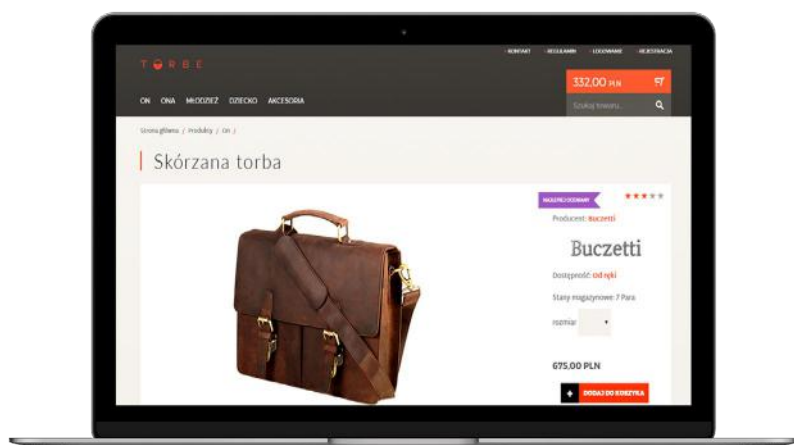 KONTAKT REGULAMIN LOGOWANIE REJESTRACJA
TORBE
332,00 PLN
ON ONA MŁODZIEŻ DZIECKO AKCESORIA
Szukaj towaru...
Strona główna / Produkty / ON /
Skórzana torba
NAJLEPIEJ OCENIANY
Producent: Buczetti
Buczetti
Dostępność: Od ręki
Stany magazynowe: 7 Para
rozmiar
675,00 PLN
+ DODAJ DO KOSZYKA